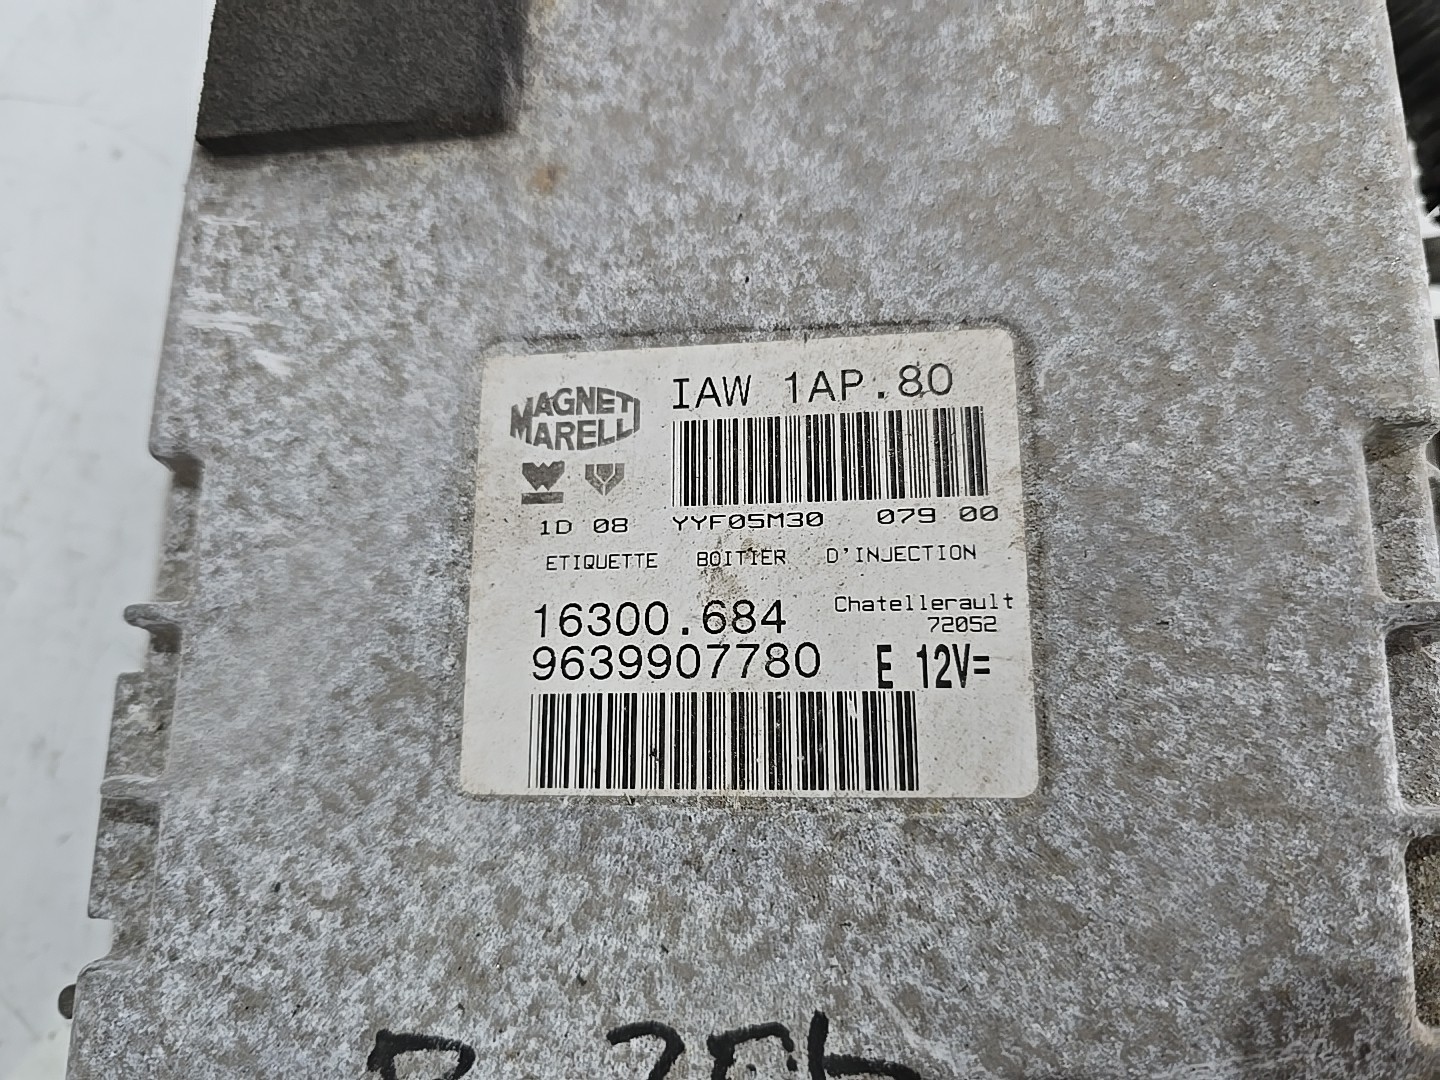 MAGNETI
MARELLI
IAW 1AP.80
1D 08 YYF05M30 079 00
ETIQUETTE BOITIER D'INJECTION
16300.684
Chatellerault
72052
9639907780 E 12V=